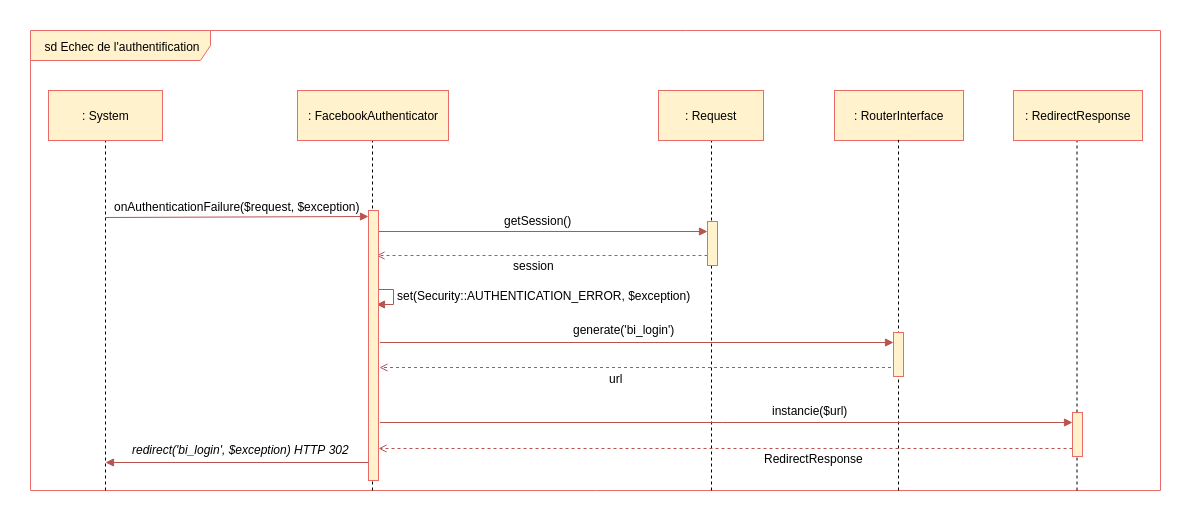 sd Echec de l'authentification
: System
: FacebookAuthenticator
: Request
: RouterInterface
: RedirectResponse
onAuthenticationFailure($request, $exception)
getSession()
session
set(Security::AUTHENTICATION_ERROR, $exception)
generate('bi_login')
url
instancie($url)
redirect('bi_login', $exception) HTTP 302
RedirectResponse